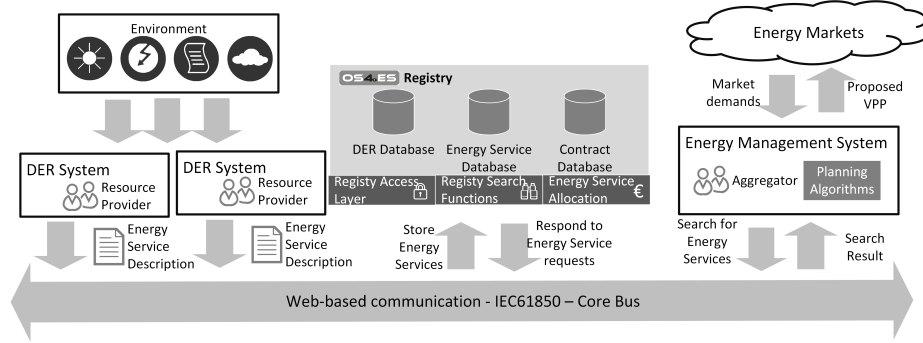 Environment
DER System
Resource
Provider
Energy
Service
Description
DER System
Resource
Provider
Energy
Service
Description
OS4ES Registry
DER Database
Energy Service
Database
Contract
Database
Registy Access
Layer
Registy Search
Functions
Energy Service
Allocation €
Store
Energy
Services
Respond to
Energy Service
requests
Energy Markets
Market
demands
Proposed
VPP
Energy Management System
Aggregator
Planning
Algorithms
Search for
Energy
Services
Search
Result
Web-based communication - IEC61850 – Core Bus